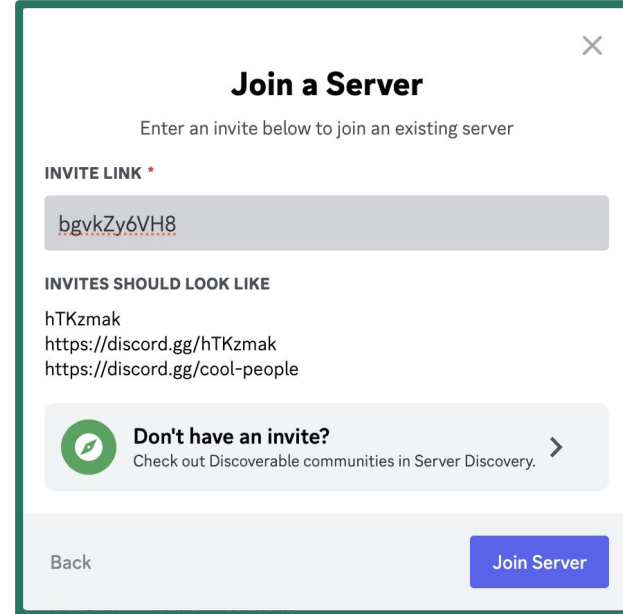 Join a Server
Enter an invite below to join an existing server
INVITE LINK *
bgvkZy6VH8
INVITES SHOULD LOOK LIKE
hTKzmak
https://discord.gg/hTKzmak
https://discord.gg/cool-people
Don't have an invite?
Check out Discoverable communities in Server Discovery.
Back
Join Server